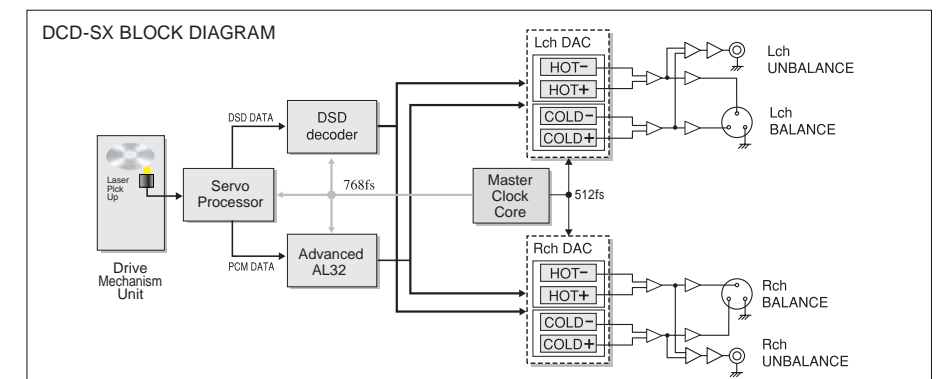 DCD-SX BLOCK DIAGRAM
Laser
Pick
Up
Drive
Mechanism
Unit
Servo
Processor
DSD DATA
PCM DATA
DSD
decoder
Advanced
AL32
768fs
Master
Clock
Core
512fs
Lch DAC
HOT−
HOT+
COLD−
COLD+
Lch
UNBALANCE
Lch
BALANCE
Rch DAC
HOT−
HOT+
COLD−
COLD+
Rch
BALANCE
Rch
UNBALANCE